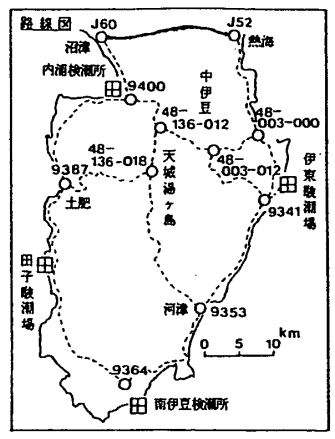 路線図
J60
J52
沼津
熱海
内浦検潮所
9400
中伊豆
48-
136-012
48-
003-000
48-
136-018
天城湯ヶ島
48-
003-012
伊東験潮場
9387
土肥
9341
田子験潮場
河津
9353
0 5 10
km
9364
南伊豆検潮所